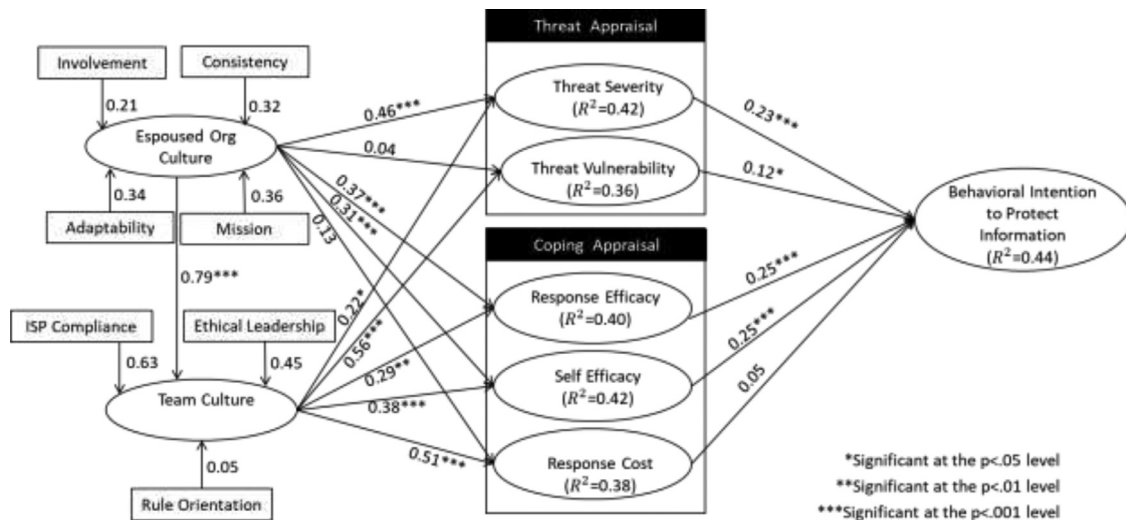 Threat Appraisal
Involvement
Consistency
0.21
0.32
Espoused Org
Culture
0.34
0.36
Adaptability
Mission
0.79***
ISP Compliance
Ethical Leadership
0.63
0.45
Team Culture
0.05
Rule Orientation
0.46***
0.04
0.37***
0.31***
0.13
0.22*
0.56***
0.29**
0.38***
0.51***
Threat Severity
(R²=0.42)
Threat Vulnerability
(R²=0.36)
Coping Appraisal
Response Efficacy
(R²=0.40)
Self Efficacy
(R²=0.42)
Response Cost
(R²=0.38)
0.23***
0.12*
0.25***
0.25***
0.05
Behavioral Intention
to Protect
Information
(R²=0.44)
*Significant at the p<.05 level
**Significant at the p<.01 level
***Significant at the p<.001 level